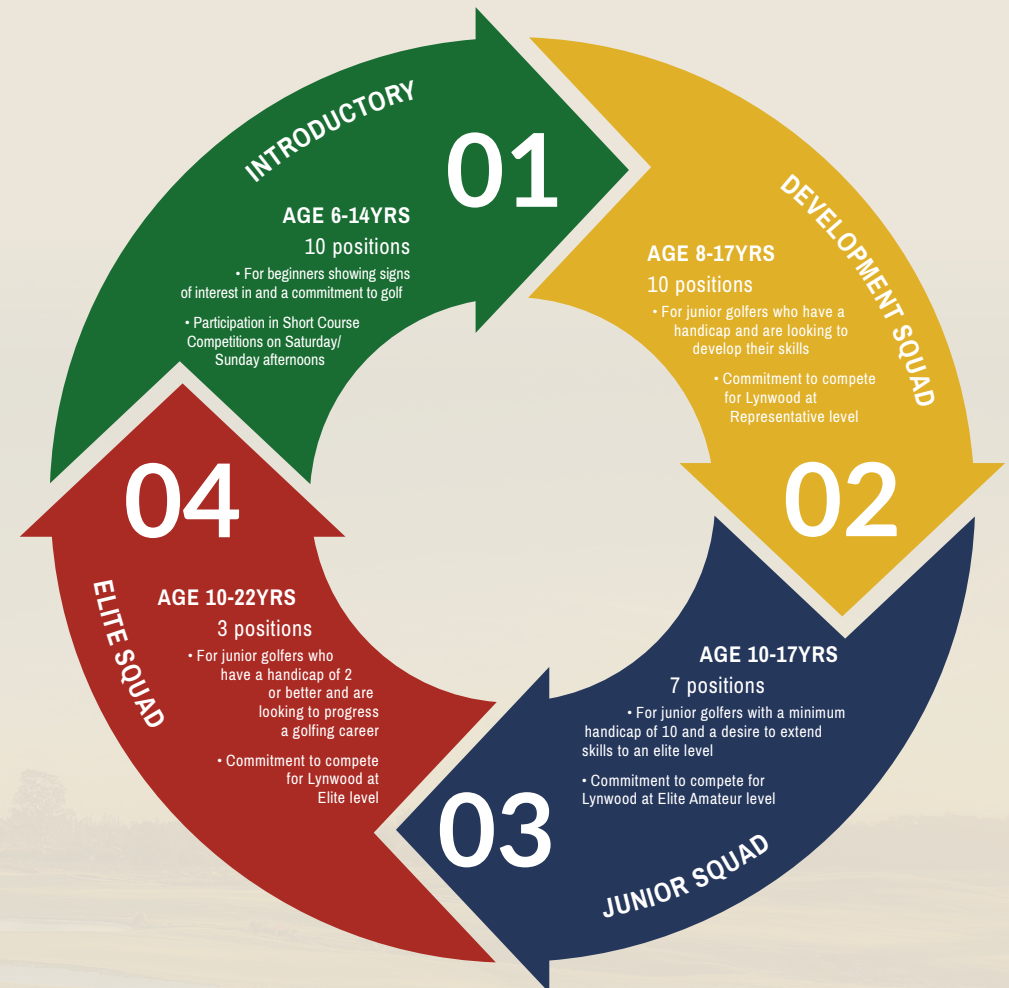 INTRODUCTORY
01
AGE 6-14YRS
10 positions
• For beginners showing signs
of interest in and a commitment to golf
• Participation in Short Course
Competitions on Saturday/
Sunday afternoons
DEVELOPMENT SQUAD
AGE 8-17YRS
10 positions
• For junior golfers who have a
handicap and are looking to
develop their skills
• Commitment to compete
for Lynwood at
Representative level
02
AGE 10-17YRS
7 positions
• For junior golfers with a minimum
handicap of 10 and a desire to extend
skills to an elite level
• Commitment to compete for
Lynwood at Elite Amateur level
03
JUNIOR SQUAD
04
ELITE SQUAD
AGE 10-22YRS
3 positions
• For junior golfers who
have a handicap of 2
or better and are
looking to progress
a golfing career
• Commitment to compete
for Lynwood at
Elite level